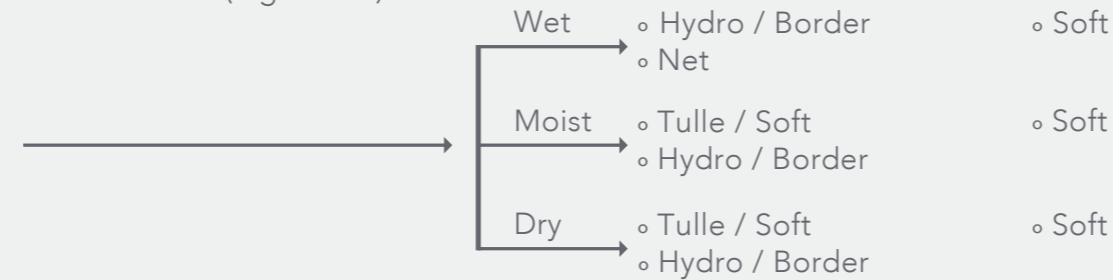 Wet ◦ Hydro / Border ◦ Soft
◦ Net
Moist ◦ Tulle / Soft ◦ Soft
◦ Hydro / Border
Dry ◦ Tulle / Soft ◦ Soft
◦ Hydro / Border